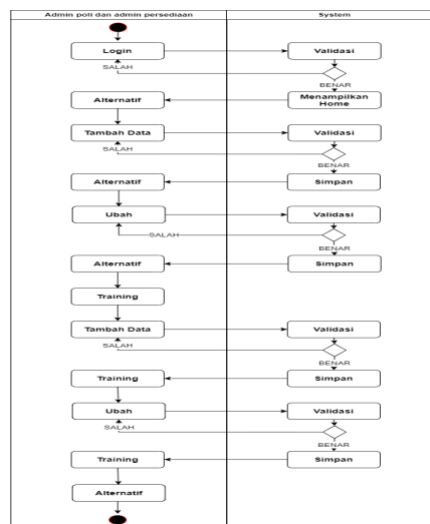 Admin poli dan admin persediaan
System
Login
Validasi
SALAH
BENAR
Alternatif
Menampilkan
Home
Tambah Data
Validasi
SALAH
BENAR
Alternatif
Simpan
Ubah
Validasi
SALAH
BENAR
Alternatif
Simpan
Training
Tambah Data
Validasi
SALAH
BENAR
Training
Simpan
Ubah
Validasi
SALAH
BENAR
Training
Simpan
Alternatif